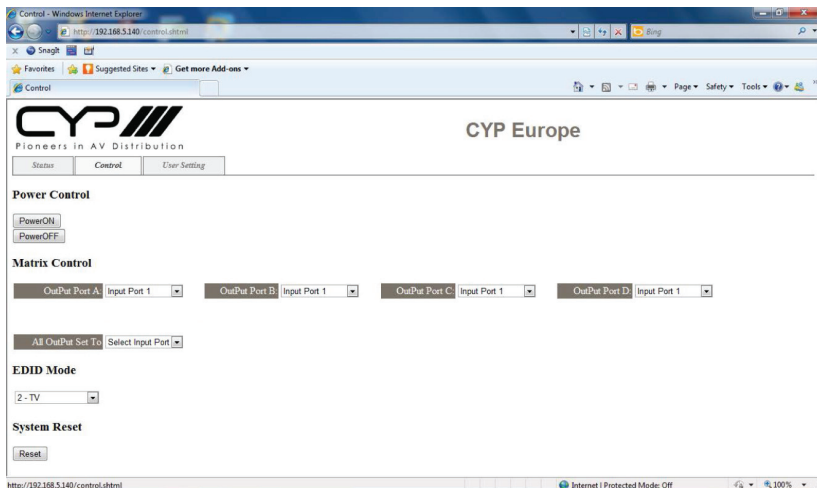 Control - Windows Internet Explorer
http://192.168.5.140/control.shtml
Bing
x SnagIt
Favorites Suggested Sites Get more Add-ons
Control
Page Safety Tools
CYP
CYP Europe
Pioneers in AV Distribution
Status Control User Setting
Power Control
PowerON
PowerOFF
Matrix Control
OutPut Port A: Input Port 1 OutPut Port B: Input Port 1 OutPut Port C: Input Port 1 OutPut Port D: Input Port 1
All OutPut Set To Select Input Port
EDID Mode
2 - TV
System Reset
Reset
http://192.168.5.140/control.shtml Internet | Protected Mode: Off 100%